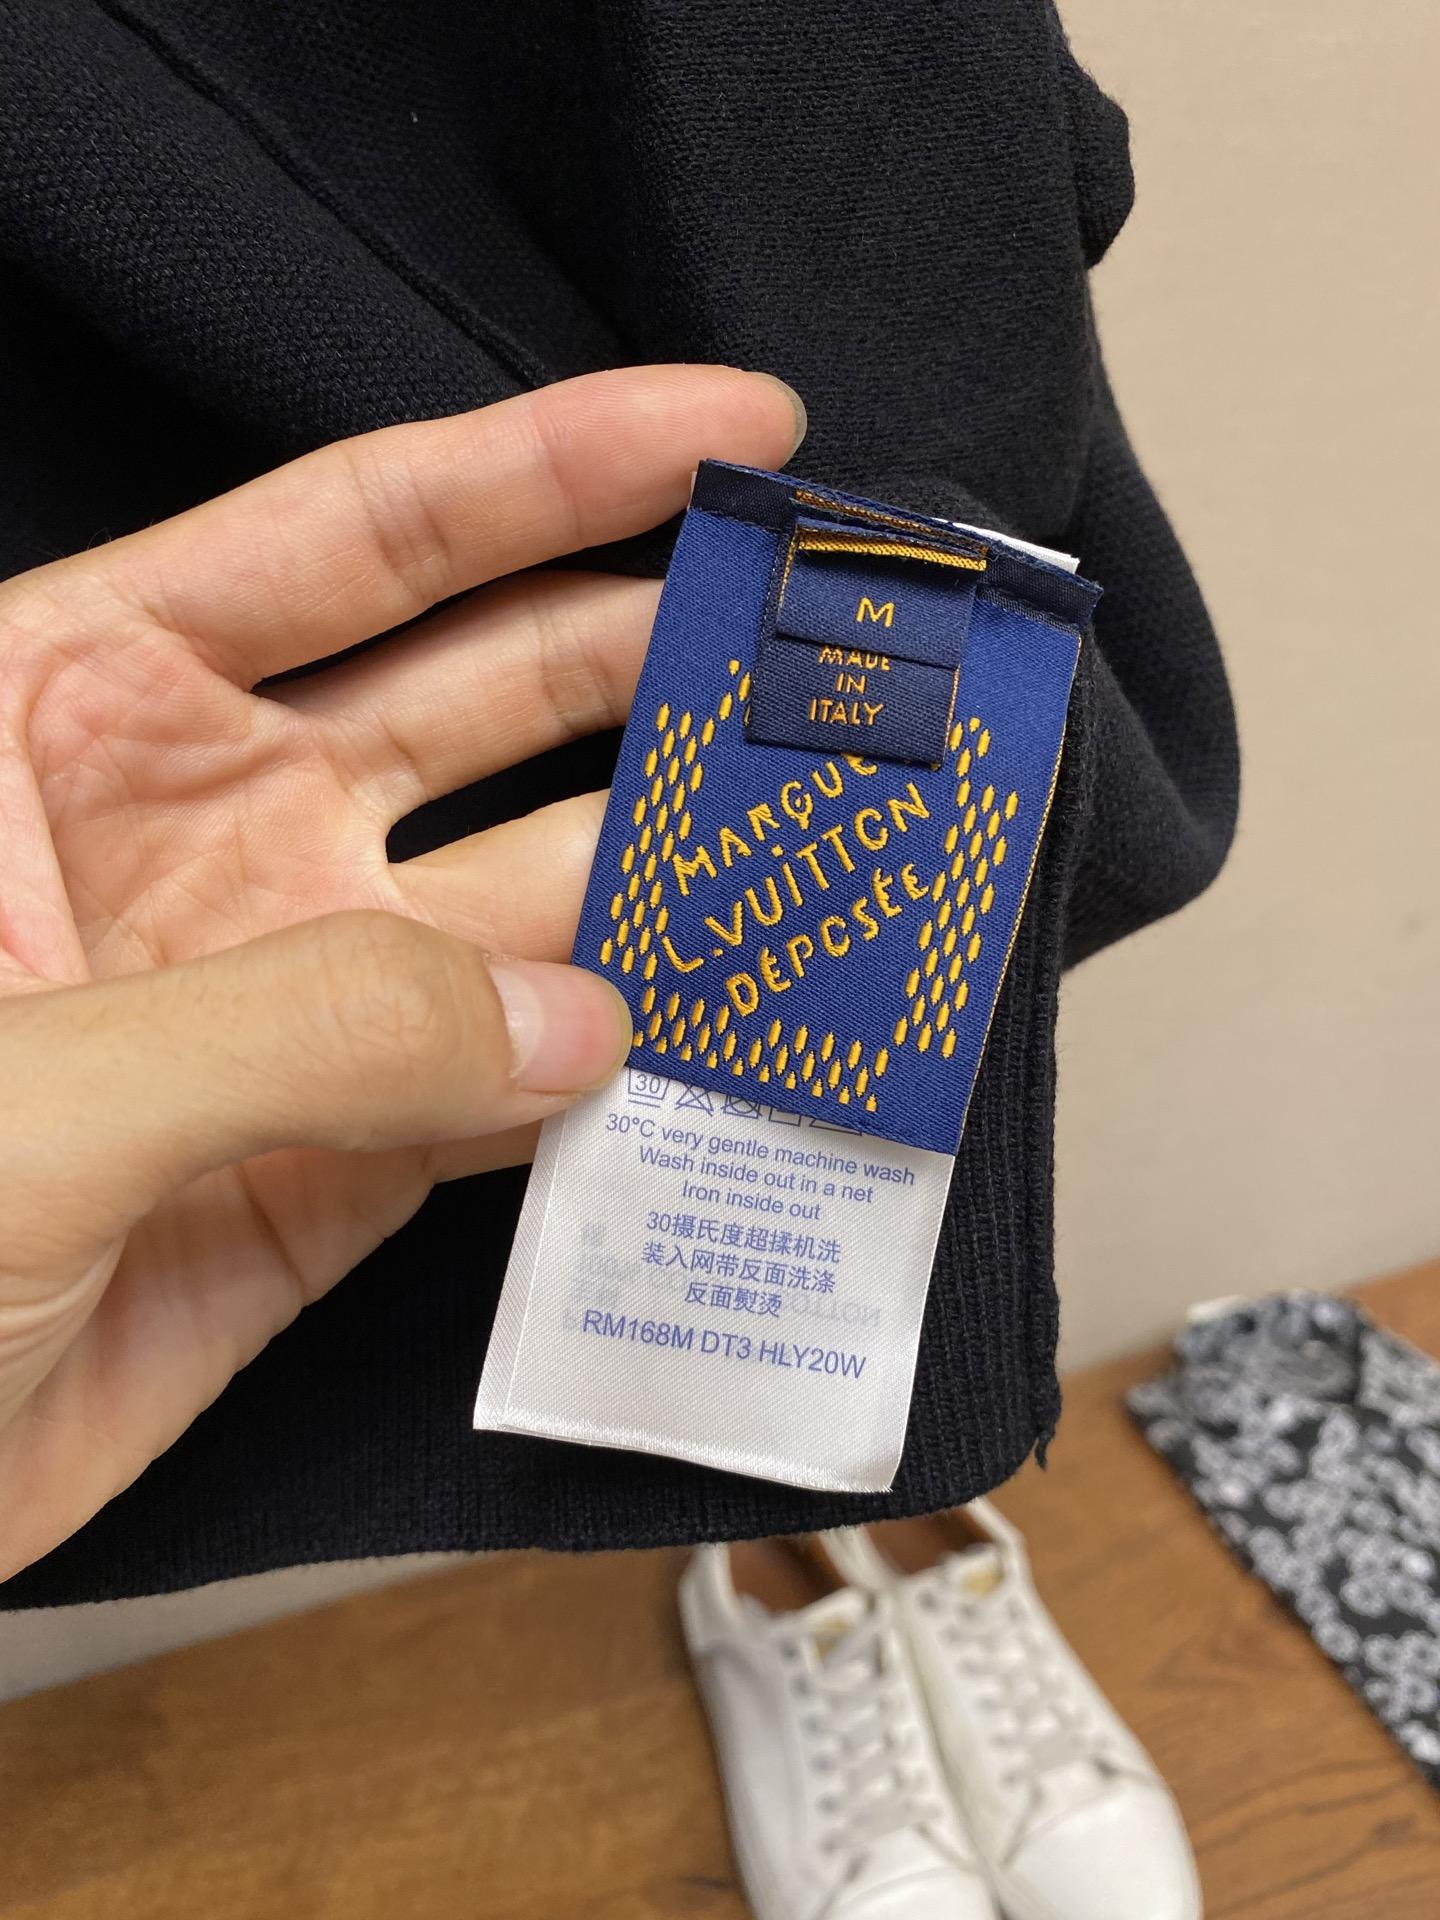 M
MADE
IN
ITALY
MARQUE
L.VUITTON
DÉPOSÉE
30
30°C very gentle machine wash
Wash inside out in a net
Iron inside out
30摄氏度超揉机洗
装入网带反面洗涤
反面熨烫
RM168M DT3 HLY20W